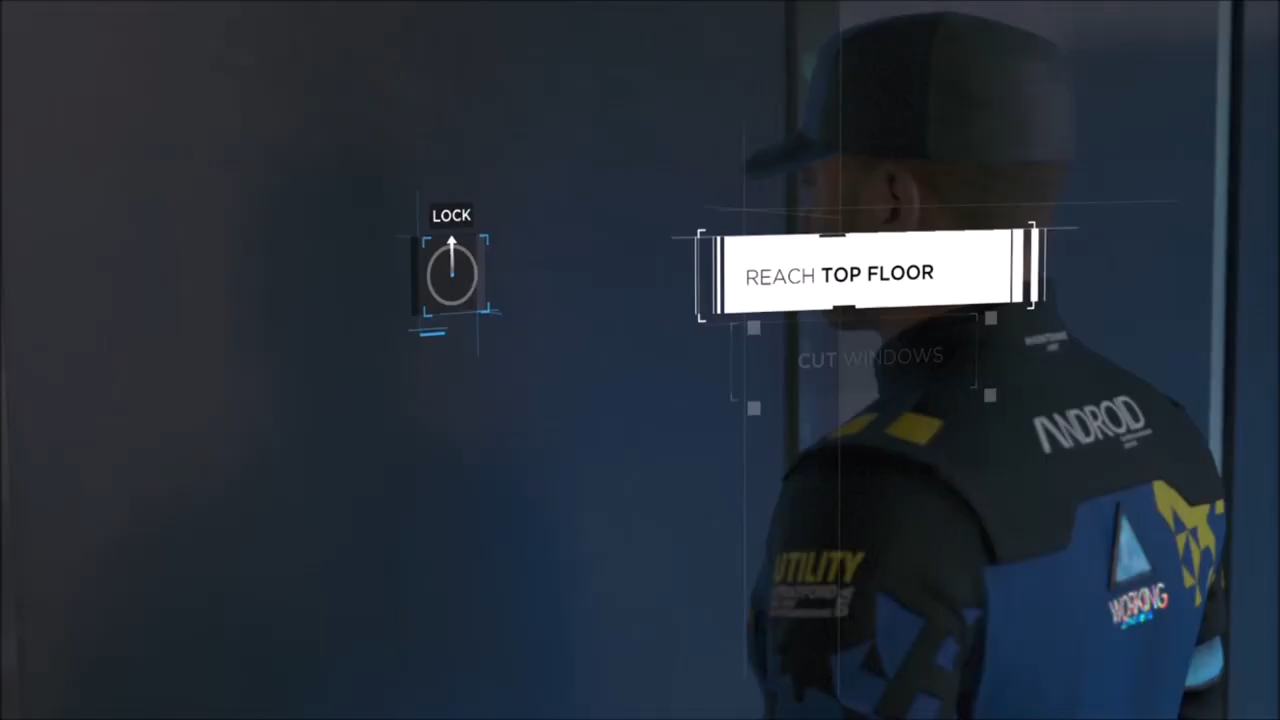 LOCK
REACH TOP FLOOR
CUT WINDOWS
ANDROID
UTILITY
WORKING